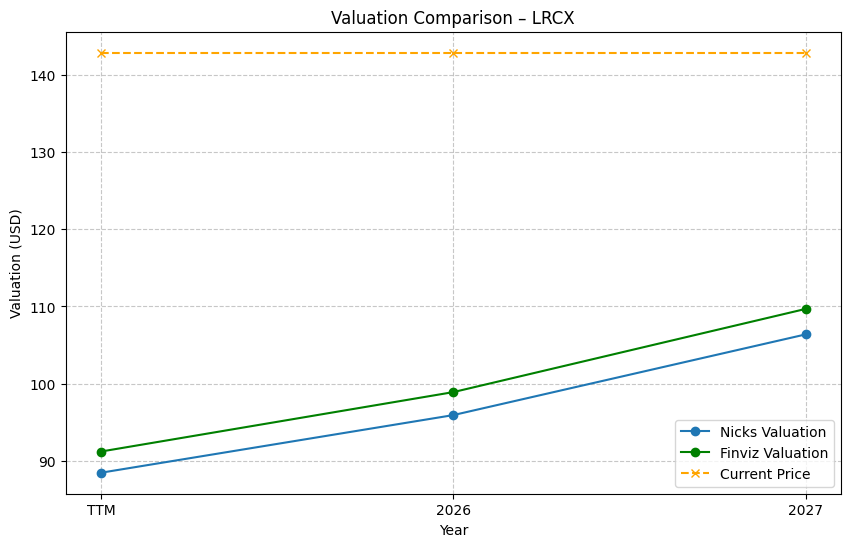 Valuation Comparison – LRCX
Valuation (USD)
140
130
120
110
100
90
TTM
2026
2027
Year
Nicks Valuation
Finviz Valuation
Current Price